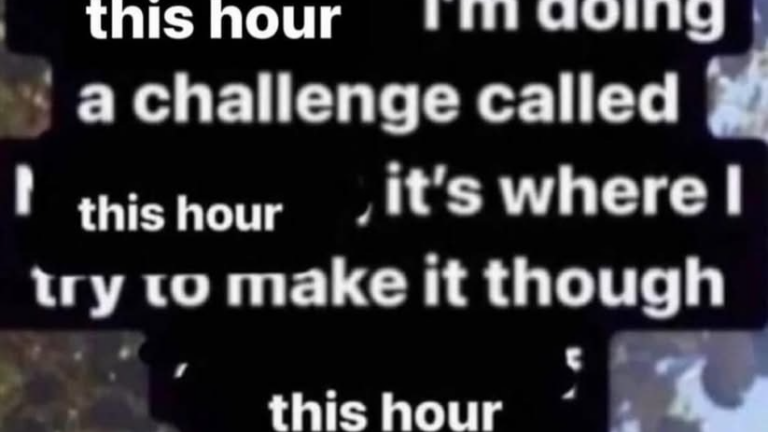 this hour I'm doing
a challenge called
this hour , it's where I
try to make it though
this hour